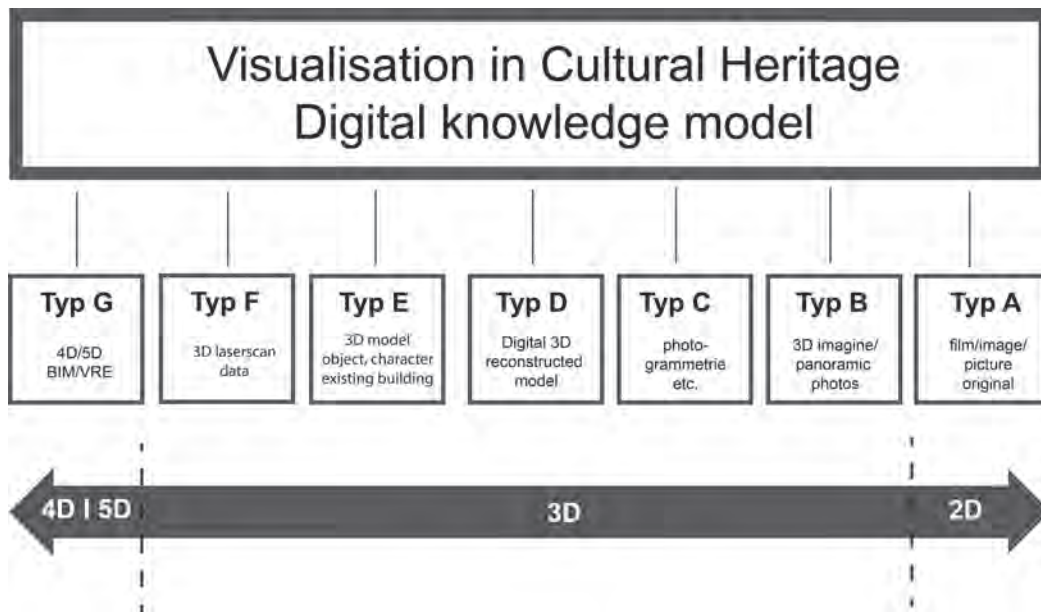 Visualisation in Cultural Heritage
Digital knowledge model
Typ G
4D/5D
BIM/VRE
Typ F
3D laserscan
data
Typ E
3D model
object, character
existing building
Typ D
Digital 3D
reconstructed
model
Typ C
photo-
grammetrie
etc.
Typ B
3D imagine/
panoramic
photos
Typ A
film/image/
picture
original
4D I 5D
3D
2D